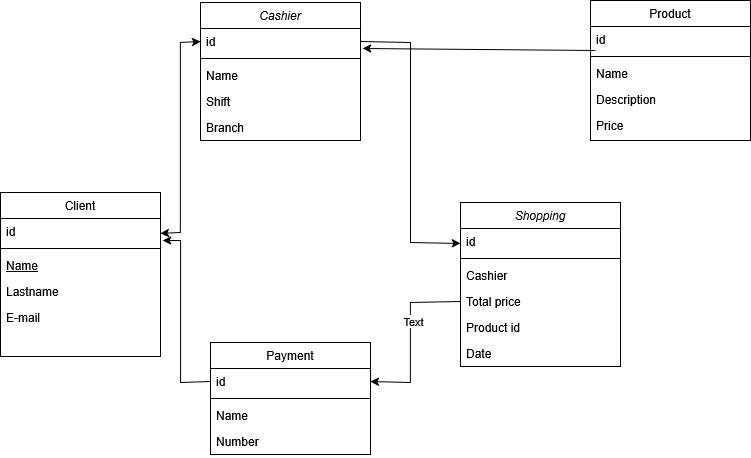 Cashier
id
Name
Shift
Branch
Product
id
Name
Description
Price
Client
id
Name
Lastname
E-mail
Shopping
id
Cashier
Total price
Product id
Date
Text
Payment
id
Name
Number